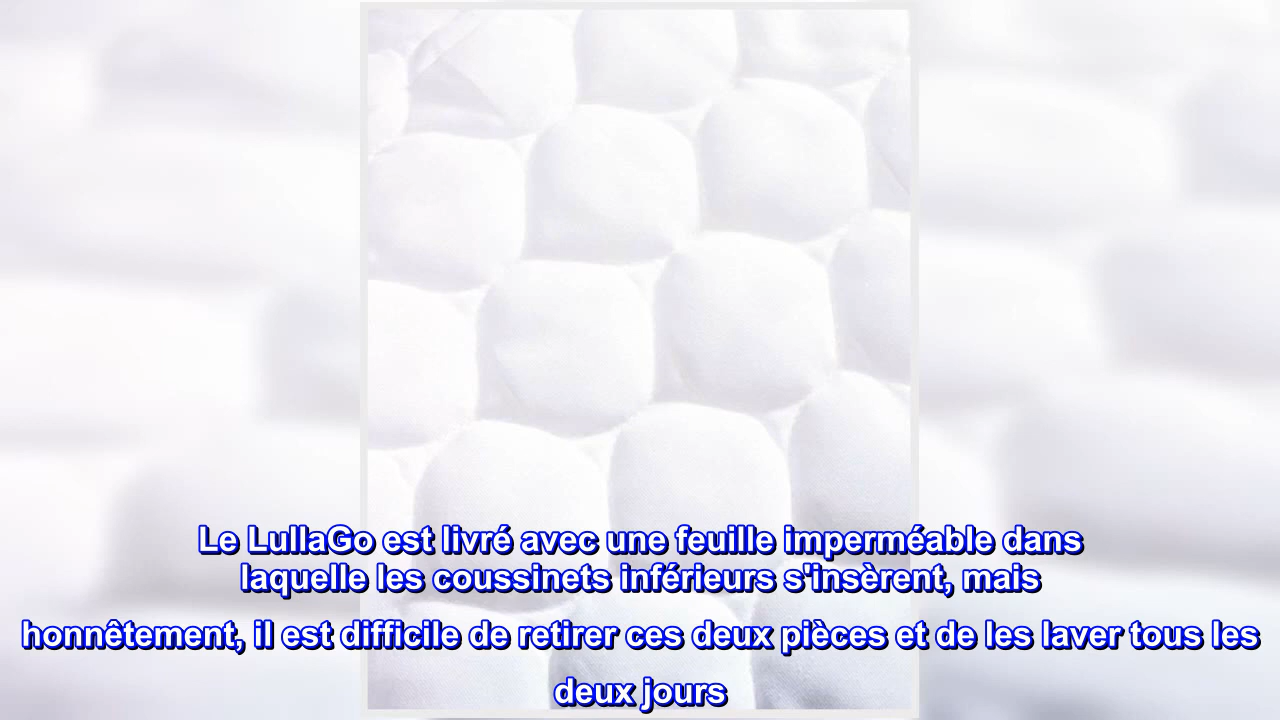 Le LullaGo est livré avec une feuille imperméable dans
laquelle les coussinets inférieurs s'insèrent, mais
honnêtement, il est difficile de retirer ces deux pièces et de les laver tous les
deux jours